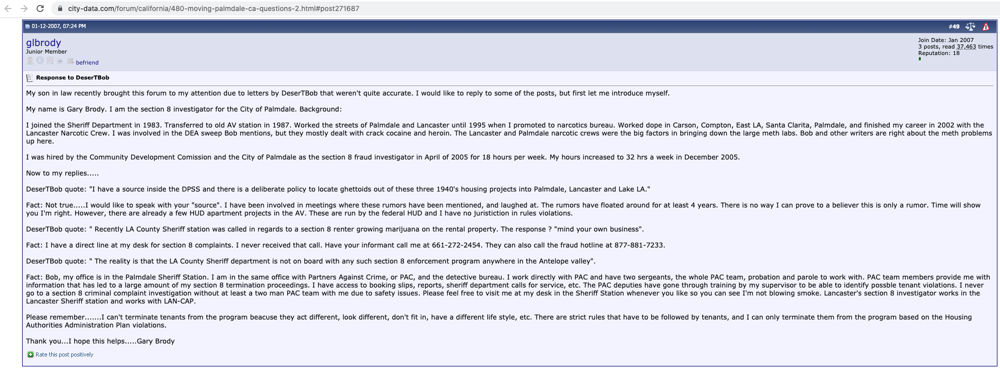 city-data.com/forum/california/480-moving-palmdale-ca-questions-2.html#post271687
01-12-2007, 07:24 PM
#49
glbrody
Junior Member
befriend
Join Date: Jan 2007
3 posts, read 37,463 times
Reputation: 18
Response to DeserTBob
My son in law recently brought this forum to my attention due to letters by DeserTBob that weren't quite accurate. I would like to reply to some of the posts, but first let me introduce myself.
My name is Gary Brody. I am the section 8 investigator for the City of Palmdale. Background:
I joined the Sheriff Department in 1983. Transferred to old AV station in 1987. Worked the streets of Palmdale and Lancaster until 1995 when I promoted to narcotics bureau. Worked dope in Carson, Compton, East LA, Santa Clarita, Palmdale, and finished my career in 2002 with the
Lancaster Narcotic Crew. I was involved in the DEA sweep Bob mentions, but they mostly dealt with crack cocaine and heroin. The Lancaster and Palmdale narcotic crews were the big factors in bringing down the large meth labs. Bob and other writers are right about the meth problems
up here.
I was hired by the Community Development Comission and the City of Palmdale as the section 8 fraud investigator in April of 2005 for 18 hours per week. My hours increased to 32 hrs a week in December 2005.
Now to my replies.....
DeserTBob quote: "I have a source inside the DPSS and there is a deliberate policy to locate ghettoids out of these three 1940's housing projects into Palmdale, Lancaster and Lake LA."
Fact: Not true.....I would like to speak with your "source". I have been involved in meetings where these rumors have been mentioned, and laughed at. The rumors have floated around for at least 4 years. There is no way I can prove to a believer this is only a rumor. Time will show
you I'm right. However, there are already a few HUD apartment projects in the AV. These are run by the federal HUD and I have no juristiction in rules violations.
DeserTBob quote: " Recently LA County Sheriff station was called in regards to a section 8 renter growing marijuana on the rental property. The response ? "mind your own business".
Fact: I have a direct line at my desk for section 8 complaints. I never received that call. Have your informant call me at 661-272-2454. They can also call the fraud hotline at 877-881-7233.
DeserTBob quote: " The reality is that the LA County Sheriff department is not on board with any such section 8 enforcement program anywhere in the Antelope valley".
Fact: Bob, my office is in the Palmdale Sheriff Station. I am in the same office with Partners Against Crime, or PAC, and the detective bureau. I work directly with PAC and have two sergeants, the whole PAC team, probation and parole to work with. PAC team members provide me with
information that has led to a large amount of my section 8 termination proceedings. I have access to booking slips, reports, sheriff department calls for service, etc. The PAC deputies have gone through training by my supervisor to be able to identify possble tenant violations. I never
go to a section 8 criminal complaint investigation without at least a two man PAC team with me due to safety issues. Please feel free to visit me at my desk in the Sheriff Station whenever you like so you can see I'm not blowing smoke. Lancaster's section 8 investigator works in the
Lancaster Sheriff station and works with LAN-CAP.
Please remember.......I can't terminate tenants from the program beacuse they act different, look different, don't fit in, have a different life style, etc. There are strict rules that have to be followed by tenants, and I can only terminate them from the program based on the Housing
Authorities Administration Plan violations.
Thank you...I hope this helps.....Gary Brody
Rate this post positively